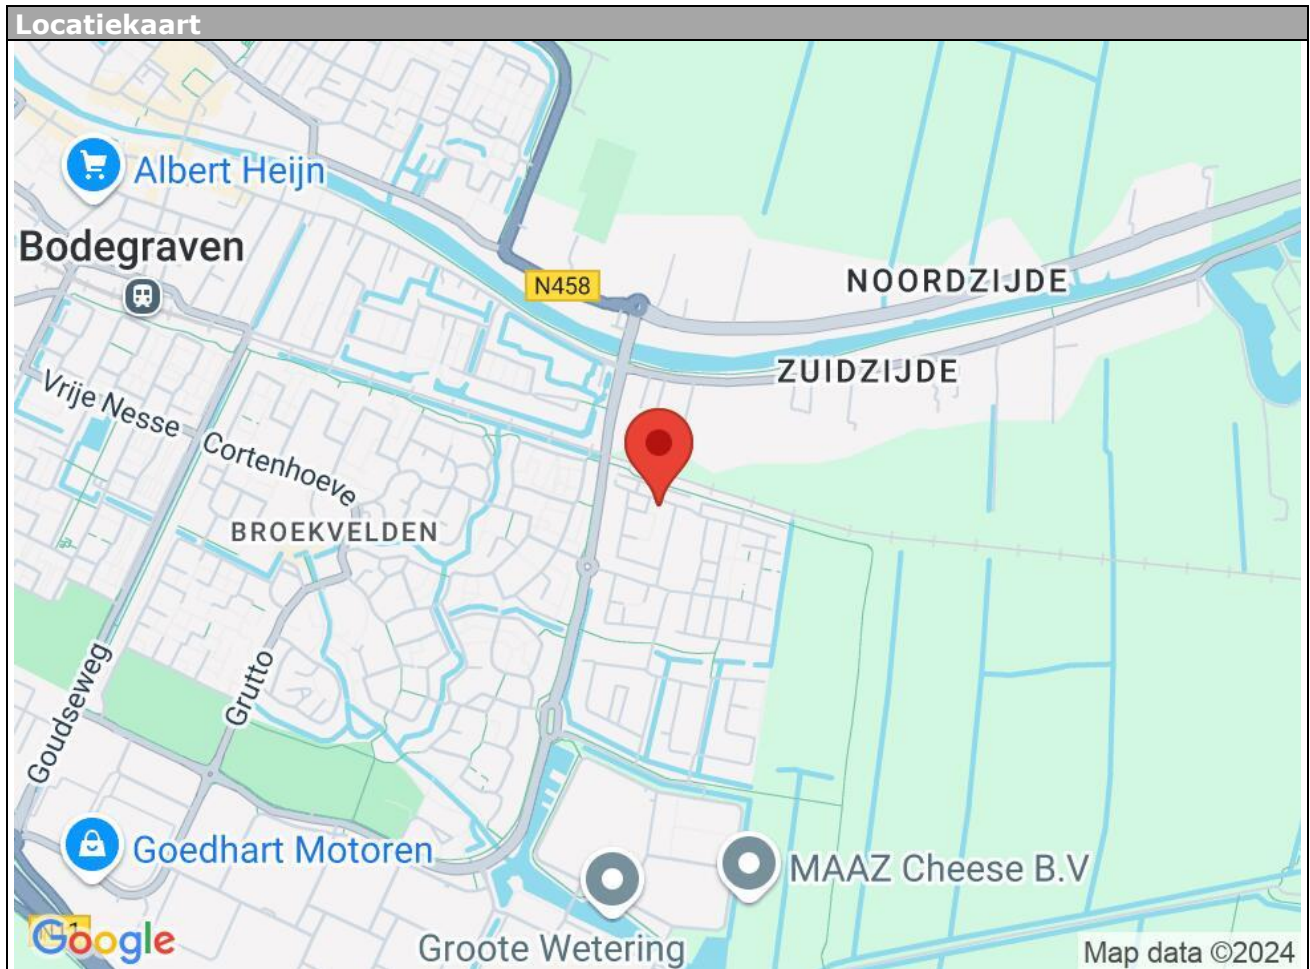 Locatiekaart
Albert Heijn
Bodegraven
N458
NOORDZIJDE
ZUIDZIJDE
Vrije Nesse
Cortenhoeve
BROEKVELDEN
Goudseweg
Grutto
Goedhart Motoren
MAAZ Cheese B.V
Groote Wetering
Google
Map data ©2024